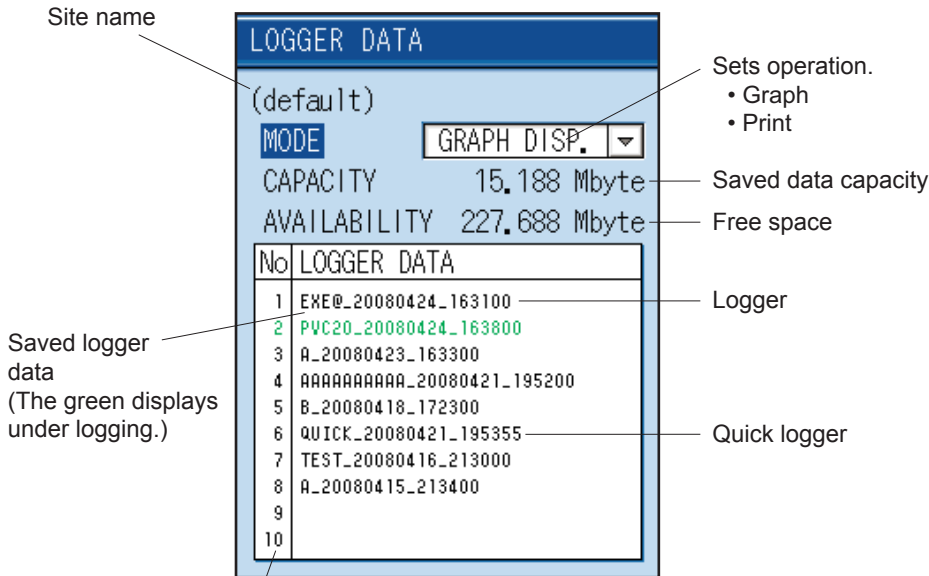 Site name
LOGGER DATA
Sets operation.
• Graph
• Print
(default)
MODE GRAPH DISP.
CAPACITY 15.188 Mbyte
Saved data capacity
AVAILABILITY 227.688 Mbyte
Free space
No LOGGER DATA
1 EXE@_20080424_163100
Logger
2 PVC20_20080424_163800
3 A_20080423_163300
4 AAAAAAAAAA_20080421_195200
5 B_20080418_172300
6 QUICK_20080421_195355
Quick logger
7 TEST_20080416_213000
8 A_20080415_213400
9
10
Saved logger
data
(The green displays
under logging.)